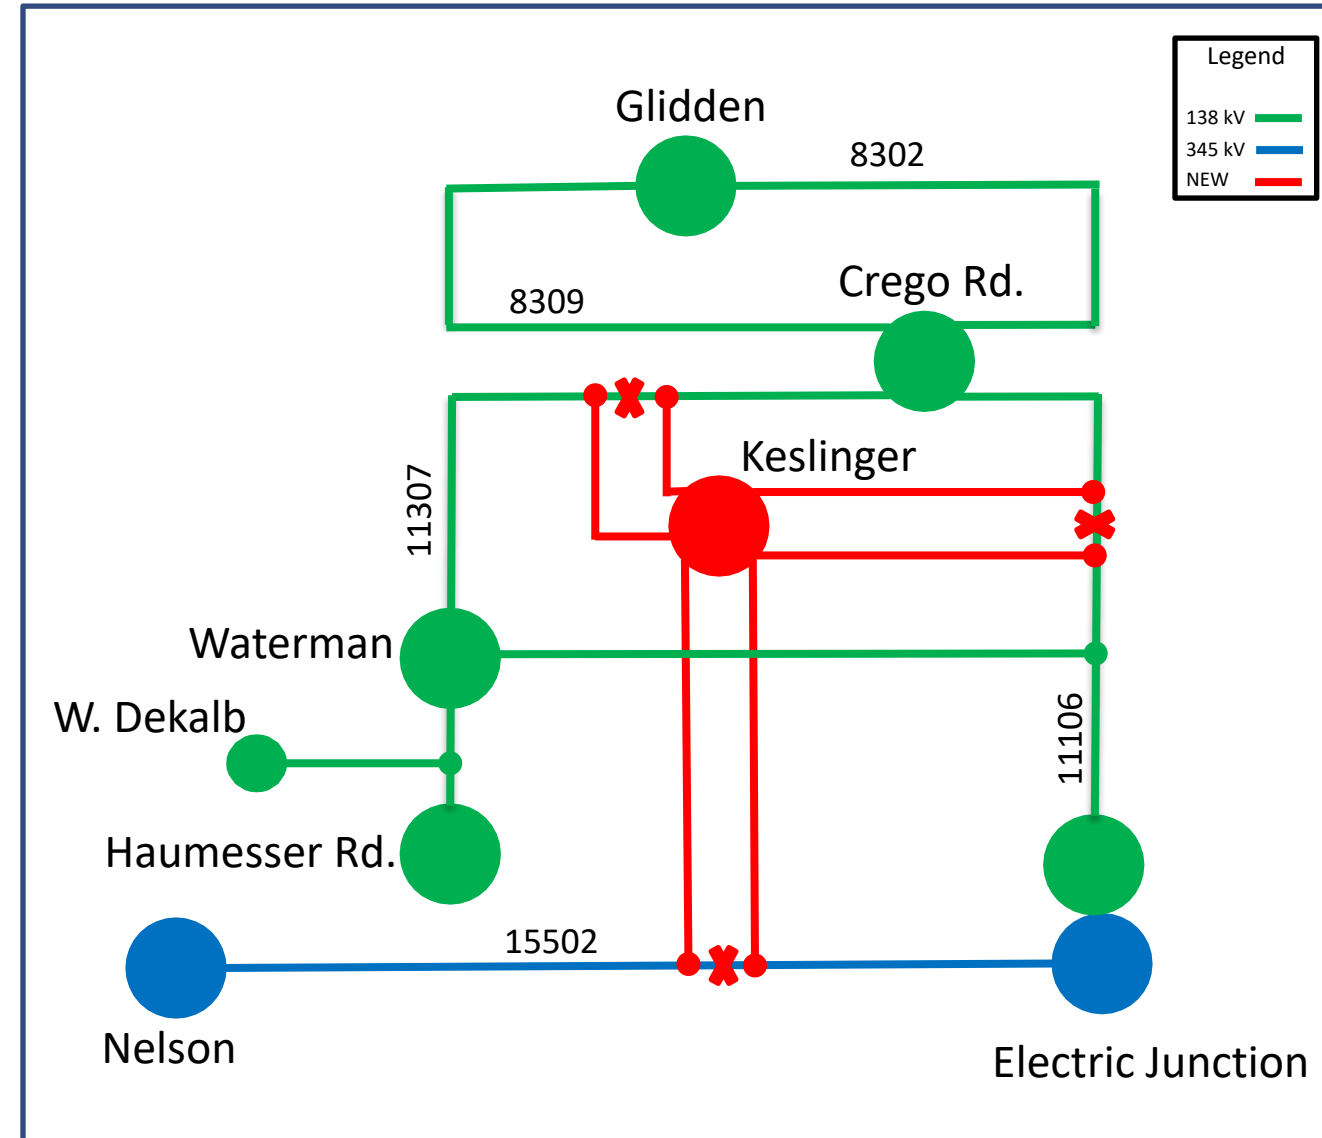 Legend
138 kV
345 kV
NEW
Glidden
8302
Crego Rd.
8309
Keslinger
11307
Waterman
W. Dekalb
11106
Haumesser Rd.
15502
Nelson
Electric Junction